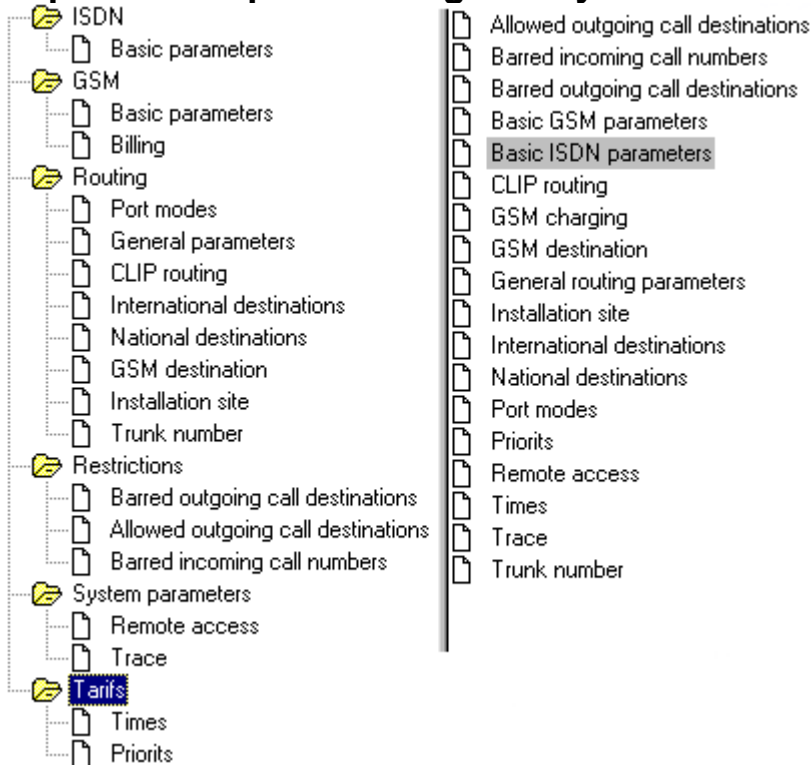 ISDN
Basic parameters
GSM
Basic parameters
Billing
Routing
Port modes
General parameters
CLIP routing
International destinations
National destinations
GSM destination
Installation site
Trunk number
Restrictions
Barred outgoing call destinations
Allowed outgoing call destinations
Barred incoming call numbers
System parameters
Remote access
Trace
Tarifs
Times
Priorits
Allowed outgoing call destinations
Barred incoming call numbers
Barred outgoing call destinations
Basic GSM parameters
Basic ISDN parameters
CLIP routing
GSM charging
GSM destination
General routing parameters
Installation site
International destinations
National destinations
Port modes
Priorits
Remote access
Times
Trace
Trunk number